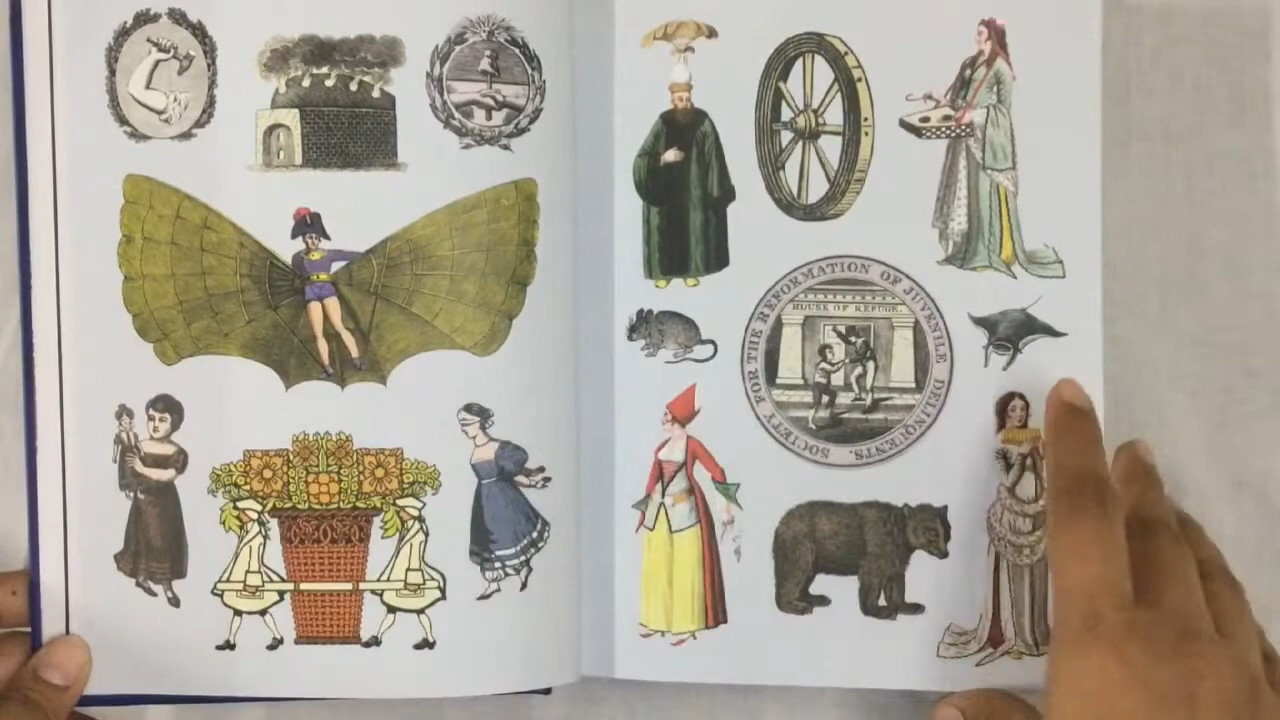 SOCIETY FOR THE REFORMATION OF JUVENILE DELINQUENTS.
HOUSE OF REFUGE.